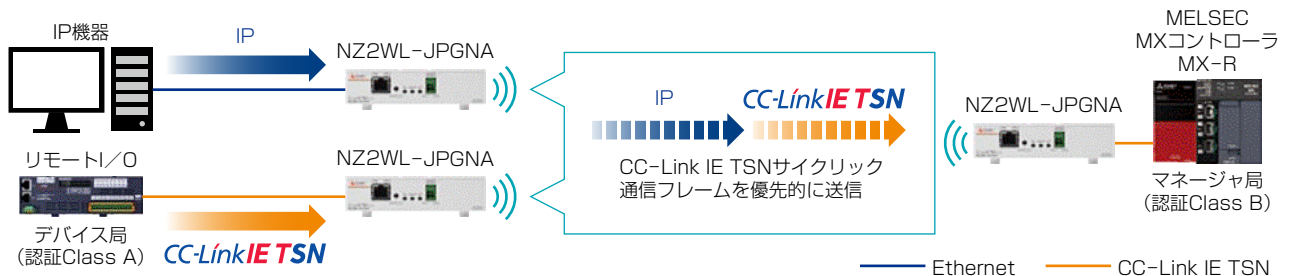 IP機器
IP
NZ2WL-JPGNA
リモートI/O
デバイス局
(認証Class A)
CC-Link IE TSN
NZ2WL-JPGNA
IP
CC-Link IE TSN
CC-Link IE TSNサイクリック
通信フレームを優先的に送信
NZ2WL-JPGNA
MELSEC
MXコントローラ
MX-R
マネージャ局
(認証Class B)
Ethernet
CC-Link IE TSN